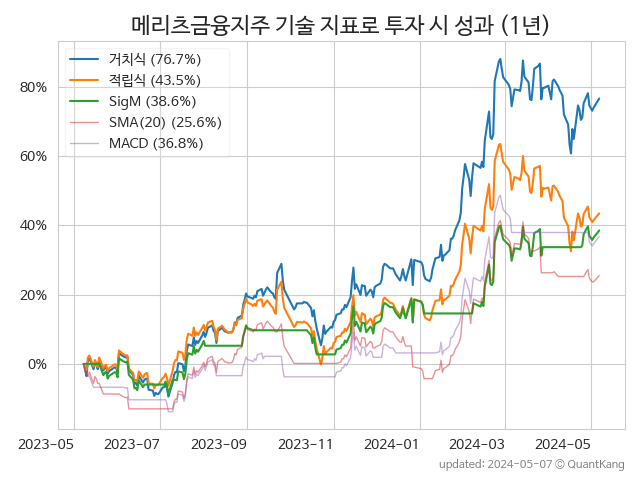 메리츠금융지주 기술 지표로 투자 시 성과 (1년)
거치식 (76.7%)
적립식 (43.5%)
SigM (38.6%)
SMA(20) (25.6%)
MACD (36.8%)
80%
60%
40%
20%
0%
2023-05 2023-07 2023-09 2023-11 2024-01 2024-03 2024-05
updated: 2024-05-07 © QuantKang